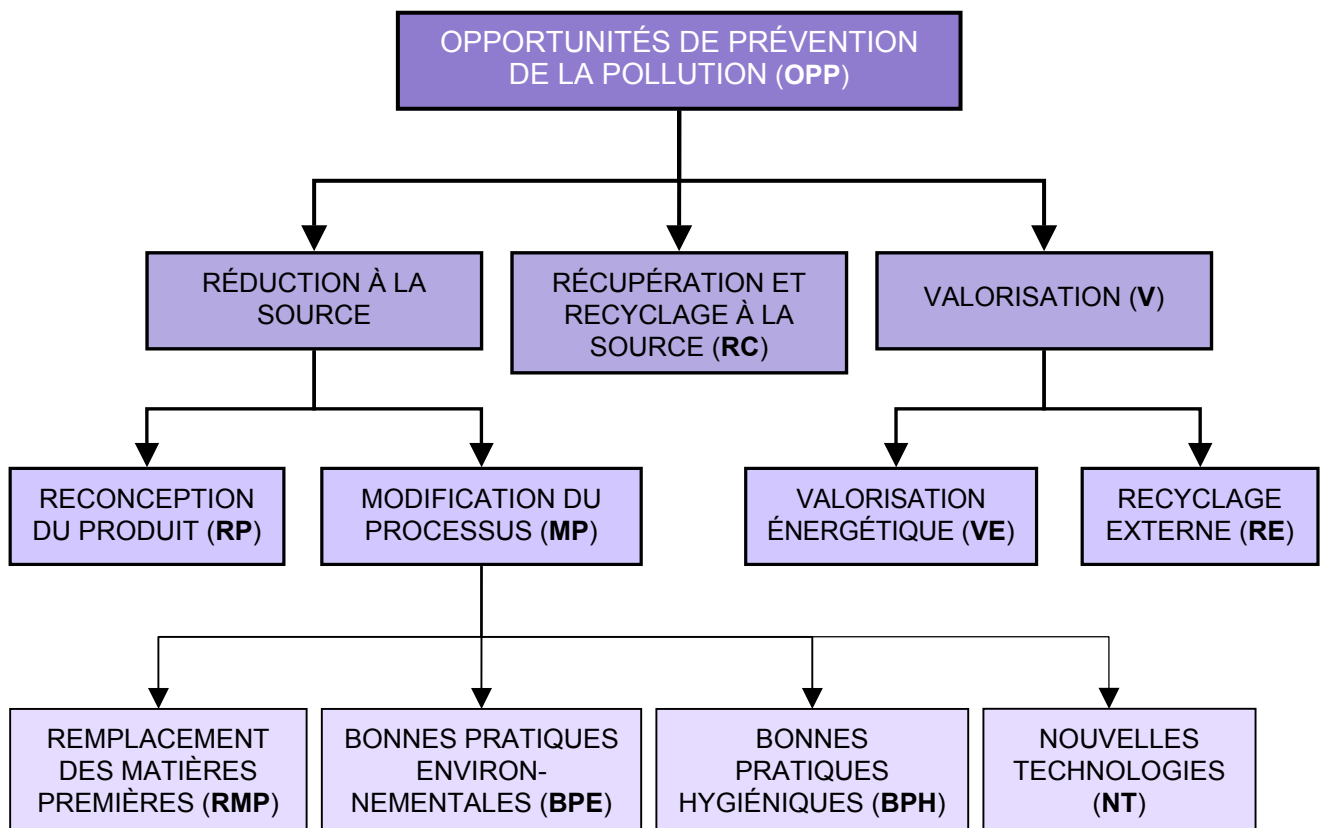 OPPORTUNITÉS DE PRÉVENTION
DE LA POLLUTION (OPP)
RÉDUCTION À LA
SOURCE
RÉCUPÉRATION ET
RECYCLAGE À LA
SOURCE (RC)
VALORISATION (V)
RECONCEPTION
DU PRODUIT (RP)
MODIFICATION DU
PROCESSUS (MP)
VALORISATION
ÉNERGÉTIQUE (VE)
RECYCLAGE
EXTERNE (RE)
REMPLACEMENT
DES MATIÈRES
PREMIÈRES (RMP)
BONNES PRATIQUES
ENVIRON-
NEMENTALES (BPE)
BONNES
PRATIQUES
HYGIÉNIQUES (BPH)
NOUVELLES
TECHNOLOGIES
(NT)